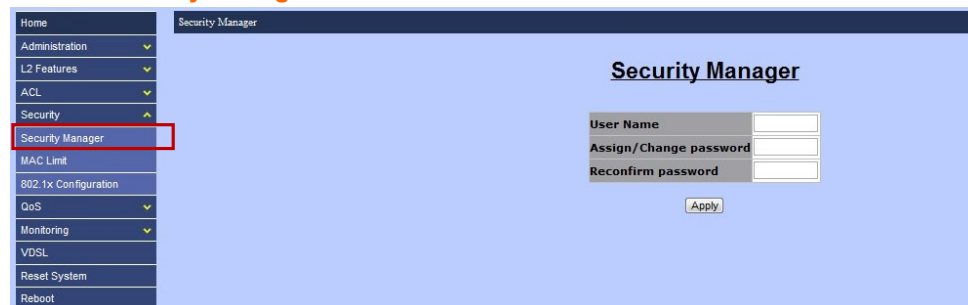 Home
Administration
L2 Features
ACL
Security
Security Manager
MAC Limit
802.1x Configuration
QoS
Monitoring
VDSL
Reset System
Reboot
Security Manager
Security Manager
User Name
Assign/Change password
Reconfirm password
Apply